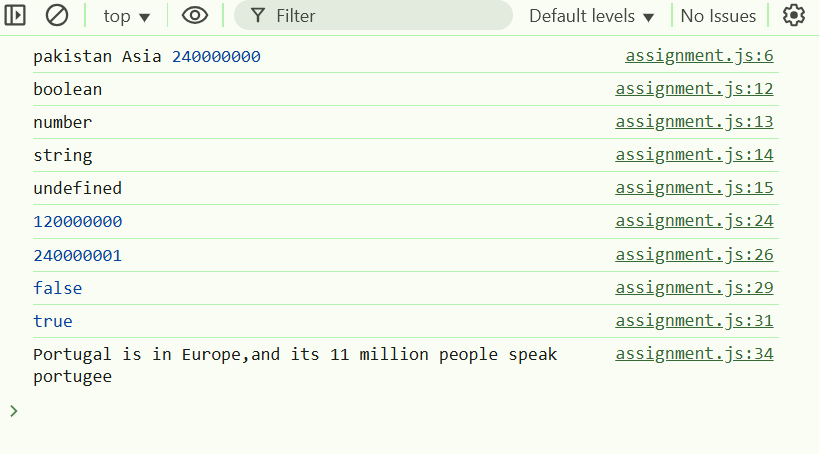 top Filter Default levels No Issues
pakistan Asia 240000000 assignment.js:6
boolean assignment.js:12
number assignment.js:13
string assignment.js:14
undefined assignment.js:15
120000000 assignment.js:24
240000001 assignment.js:26
false assignment.js:29
true assignment.js:31
Portugal is in Europe,and its 11 million people speak assignment.js:34
portugee